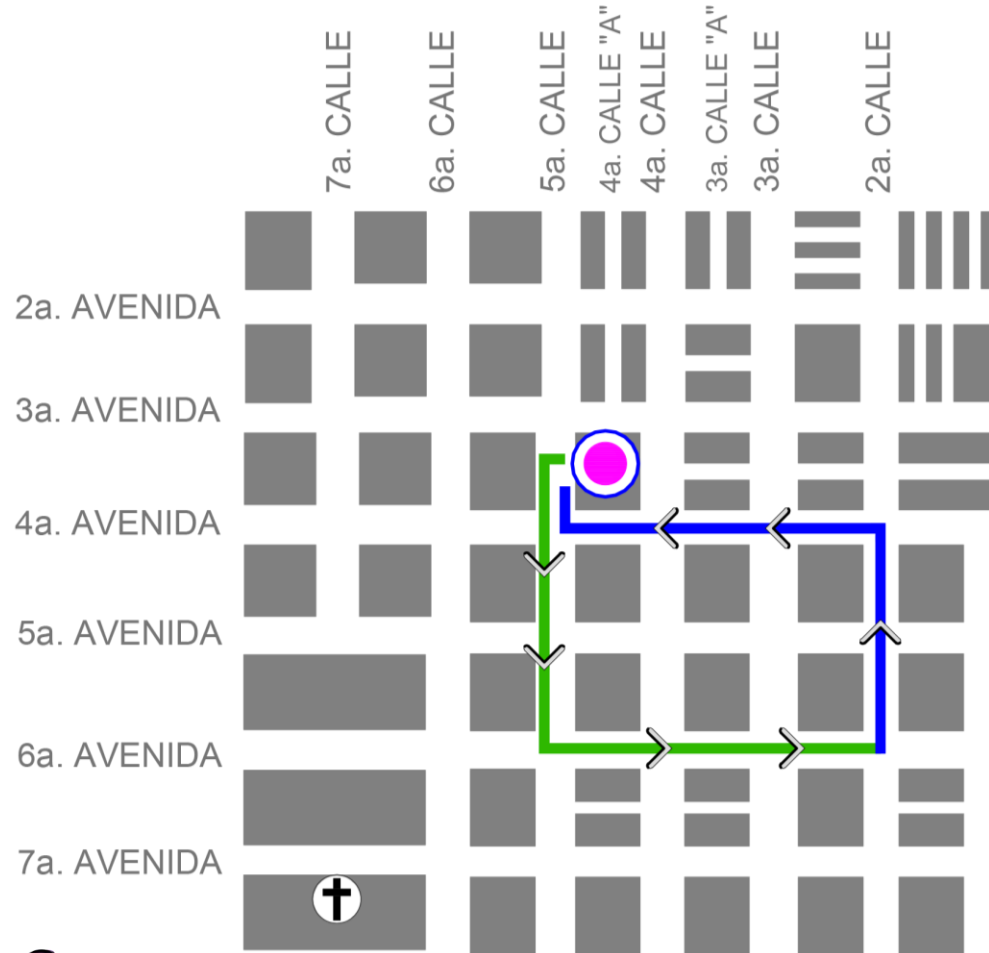 7a. CALLE
6a. CALLE
5a. CALLE
4a. CALLE "A"
4a. CALLE
3a. CALLE "A"
3a. CALLE
2a. CALLE
2a. AVENIDA
3a. AVENIDA
4a. AVENIDA
5a. AVENIDA
6a. AVENIDA
7a. AVENIDA